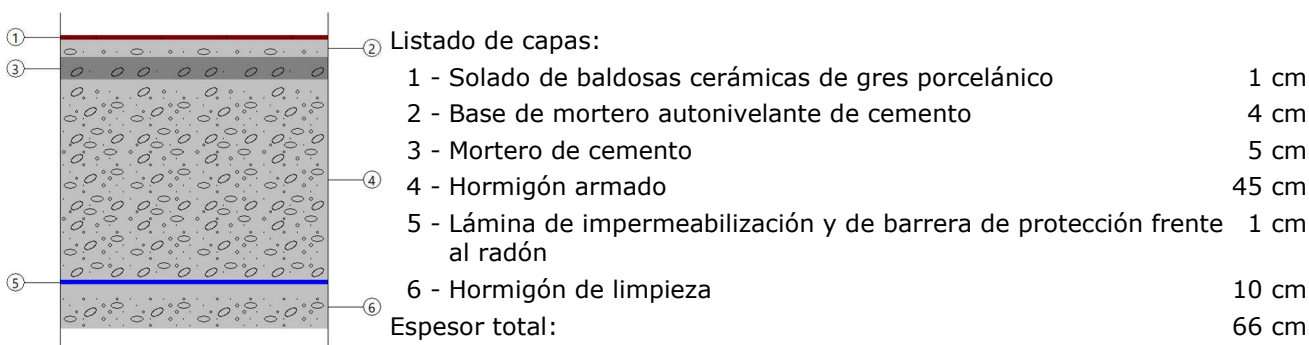 1
2
3
4
5
6
Listado de capas:
1 - Solado de baldosas cerámicas de gres porcelánico 1 cm
2 - Base de mortero autonivelante de cemento 4 cm
3 - Mortero de cemento 5 cm
4 - Hormigón armado 45 cm
5 - Lámina de impermeabilización y de barrera de protección frente 1 cm
al radón
6 - Hormigón de limpieza 10 cm
Espesor total: 66 cm